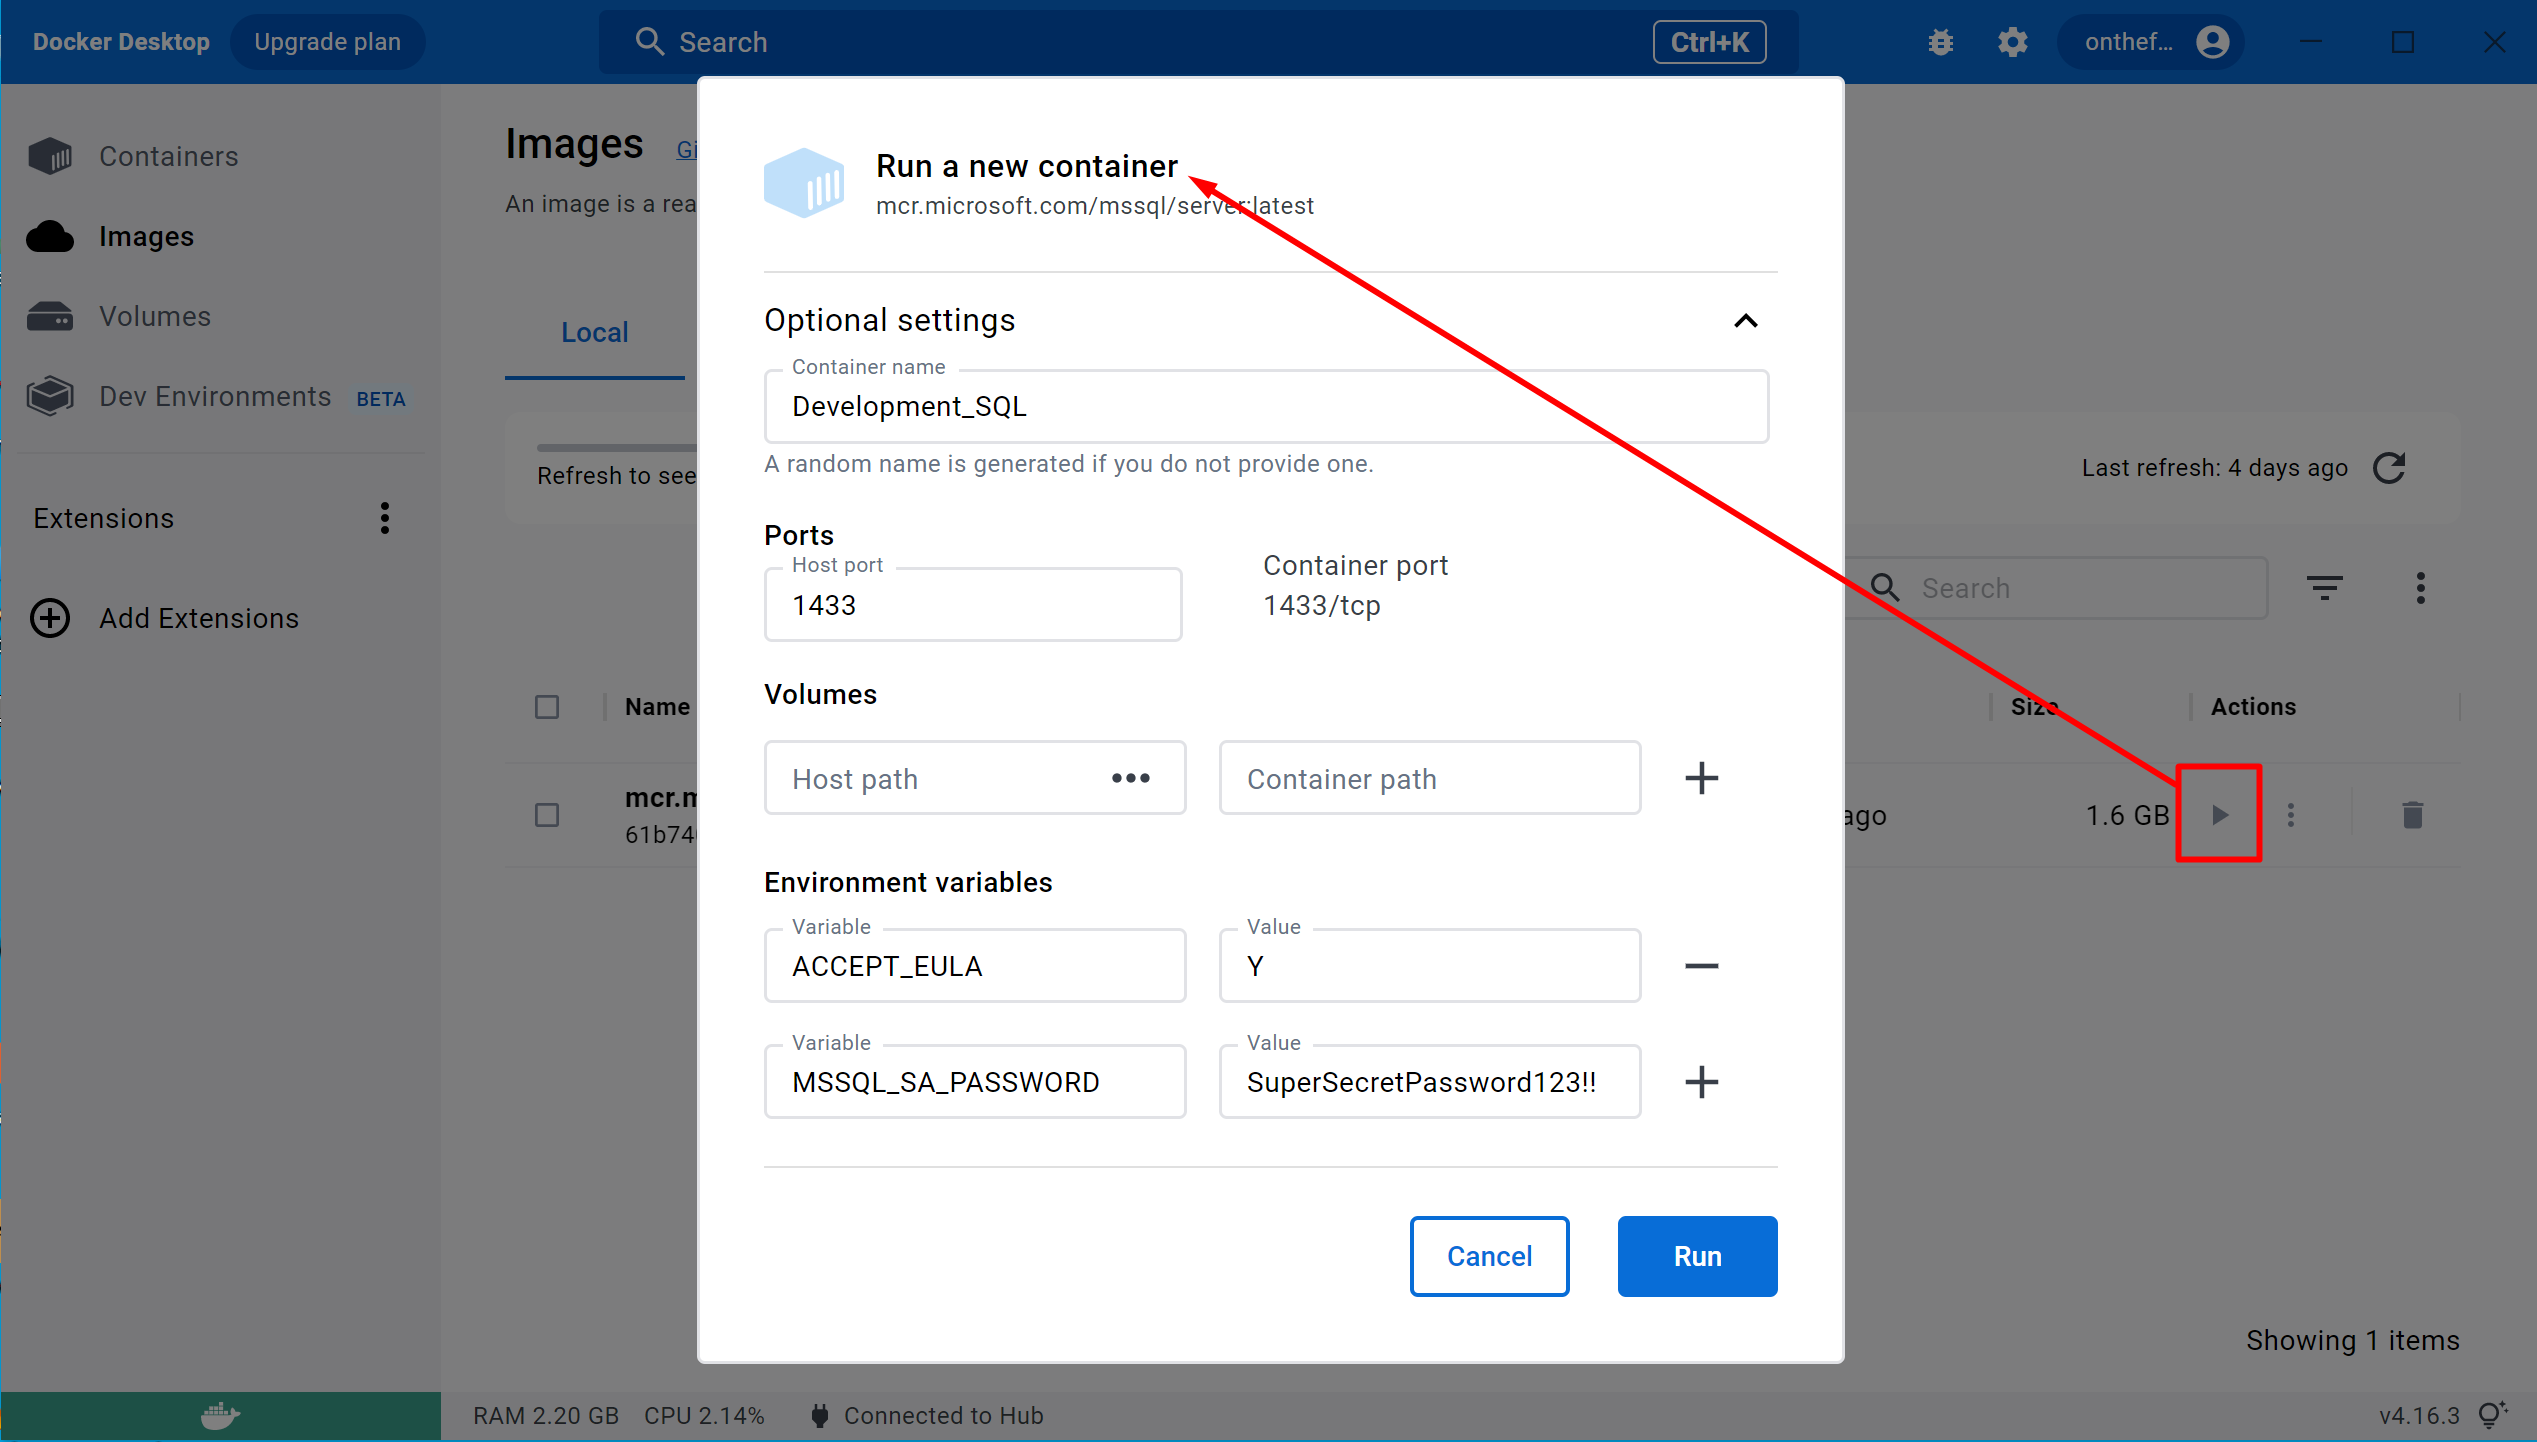 Docker Desktop
Upgrade plan
Search
Ctrl+K
onthef...
Containers
Images
Volumes
Dev Environments BETA
Extensions
Add Extensions
Images Gi
An image is a rea
Local
Refresh to see
Last refresh: 4 days ago
Search
Name
Size
Actions
mcr.m
61b74
ago
1.6 GB
Showing 1 items
Run a new container
mcr.microsoft.com/mssql/server:latest
Optional settings
Container name
Development_SQL
A random name is generated if you do not provide one.
Ports
Host port
1433
Container port
1433/tcp
Volumes
Host path
Container path
Environment variables
Variable
ACCEPT_EULA
Value
Y
Variable
MSSQL_SA_PASSWORD
Value
SuperSecretPassword123!!
Cancel
Run
RAM 2.20 GB CPU 2.14% Connected to Hub
v4.16.3